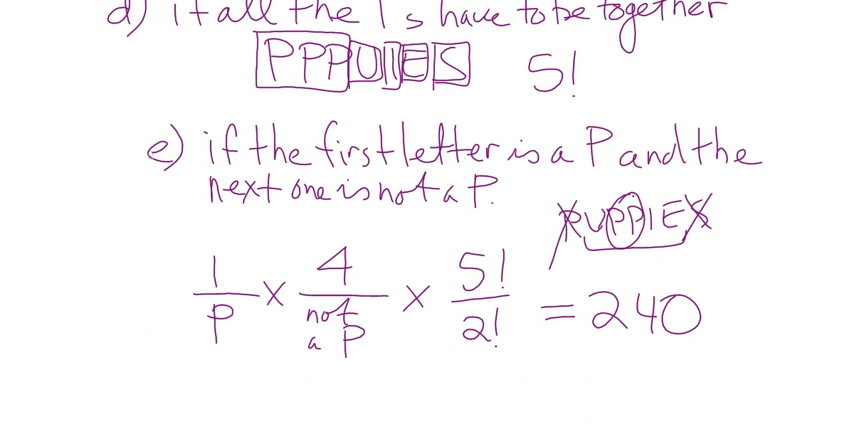 d) if all the P's have to be together
PPPUIES 5!
e) if the first letter is a P and the
next one is not a P.
PUPPIES
1/P × 4/not a P × 5!/2! = 240